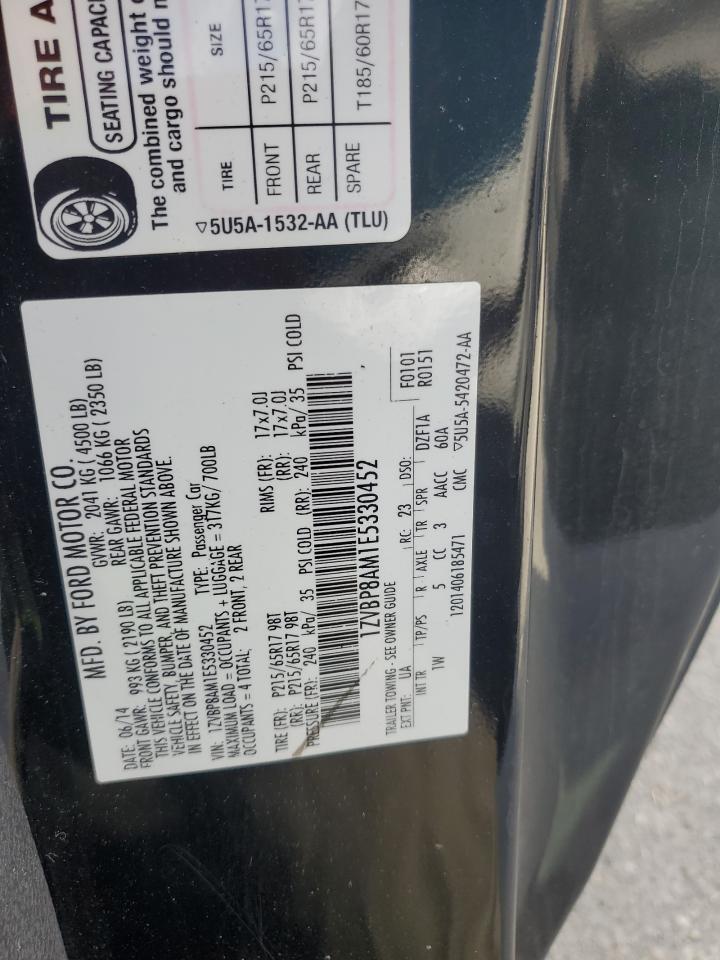 TIRE A
SEATING CAPAC
The combined weight o
and cargo should n
TIRE SIZE
FRONT P215/65R17
REAR P215/65R17
SPARE T185/60R17
▽5U5A-1532-AA (TLU)
MFD. BY FORD MOTOR CO.
DATE: 06/14 GVWR: 2041 KG ( 4500 LB)
FRONT GAWR: 993 KG ( 2190 LB) REAR GAWR: 1066 KG ( 2350 LB)
THIS VEHICLE CONFORMS TO ALL APPLICABLE FEDERAL MOTOR
VEHICLE SAFETY, BUMPER, AND THEFT PREVENTION STANDARDS
IN EFFECT ON THE DATE OF MANUFACTURE SHOWN ABOVE.
VIN: 1ZVBP8AM1E5330452 TYPE: Passenger Car
MAXIMUM LOAD = OCCUPANTS + LUGGAGE = 317KG/ 700LB
OCCUPANTS = 4 TOTAL: 2 FRONT, 2 REAR
TIRE (FR): P215/65R17 98T RIMS (FR): 17x7.0J
(RR): P215/65R17 98T (RR): 17x7.0J
PRESSURE (FR): 240 kPa/ 35 PSI COLD (RR): 240 kPa/ 35 PSI COLD
1ZVBP8AM1E5330452
TRAILER TOWING - SEE OWNER GUIDE F0101
EXT PNT: UA RC: 23 DSO: R0151
INT TR TP/PS R AXLE TR SPR DZF1A
1W 5 CC 3 AACC 60A
1201406185471 CMC ▽5U5A-5420472-AA